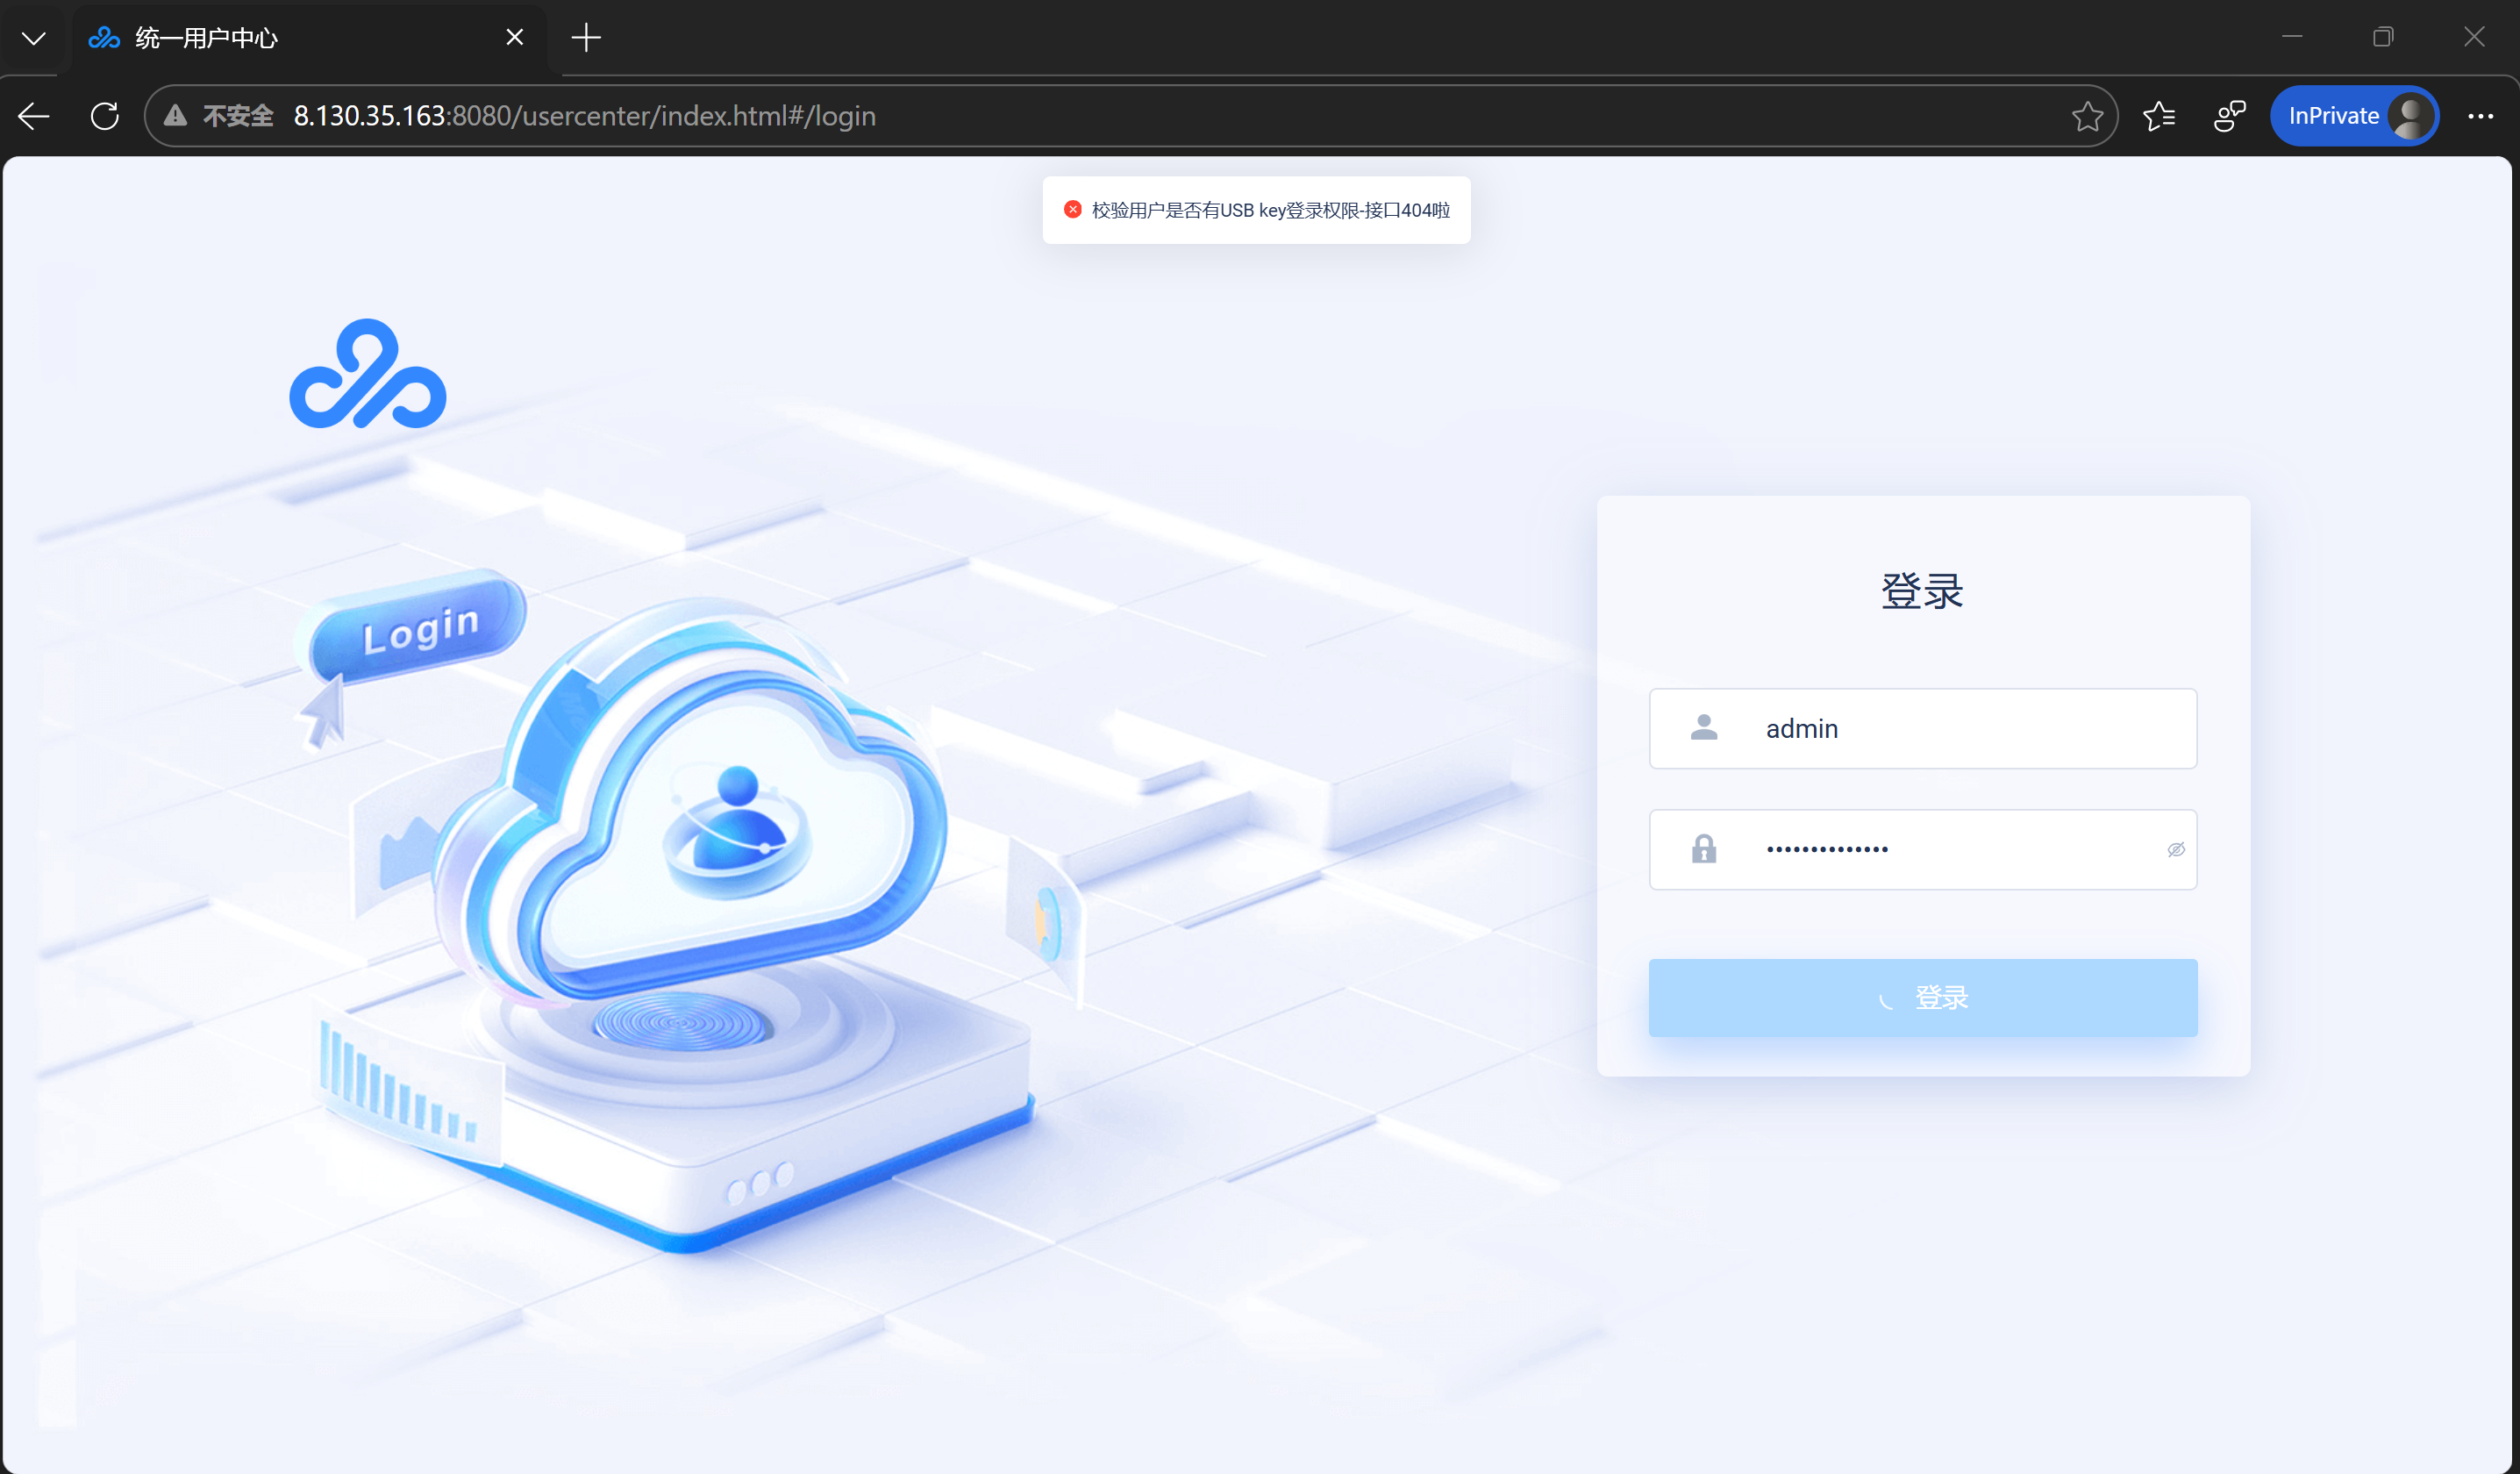 统一用户中心
不安全 8.130.35.163:8080/usercenter/index.html#/login
InPrivate
校验用户是否有USB key登录权限-接口404啦
Login
登录
admin
••••••••••••••
登录